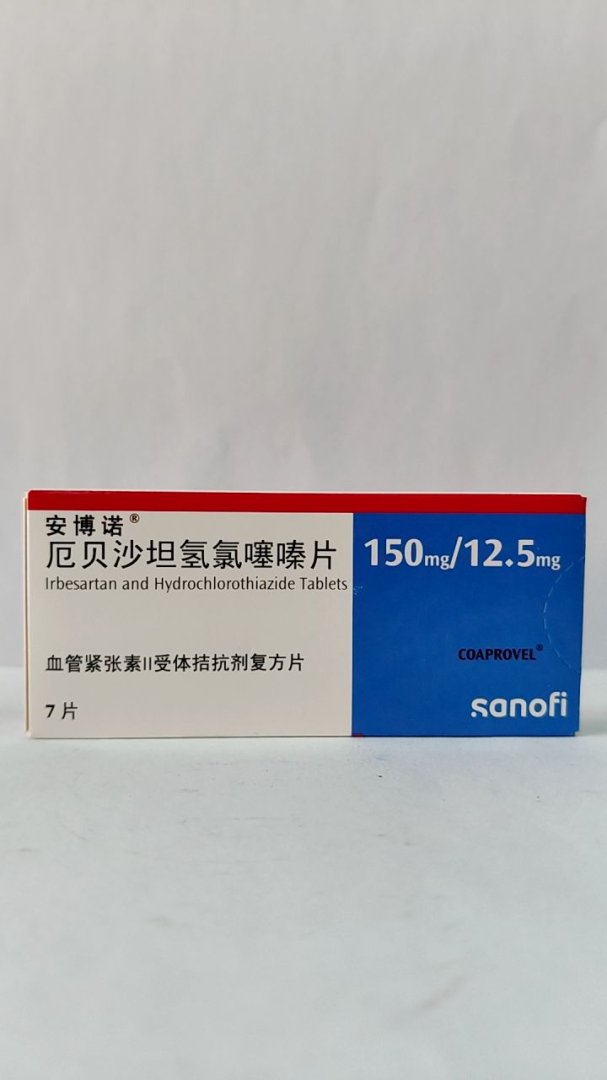 安博诺®
厄贝沙坦氢氯噻嗪片
Irbesartan and Hydrochlorothiazide Tablets
150mg/12.5mg
血管紧张素II受体拮抗剂复方片
7片
COAPROVEL®
sanofi